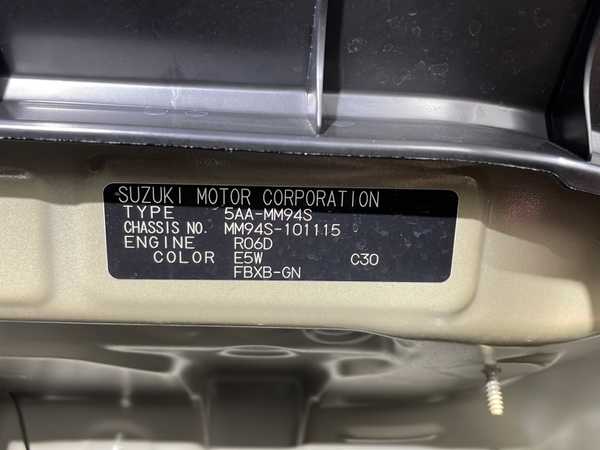 SUZUKI MOTOR CORPORATION
TYPE 5AA-MM94S
CHASSIS NO. MM94S-101115
ENGINE R06D
COLOR E5W C30
FBXB-GN